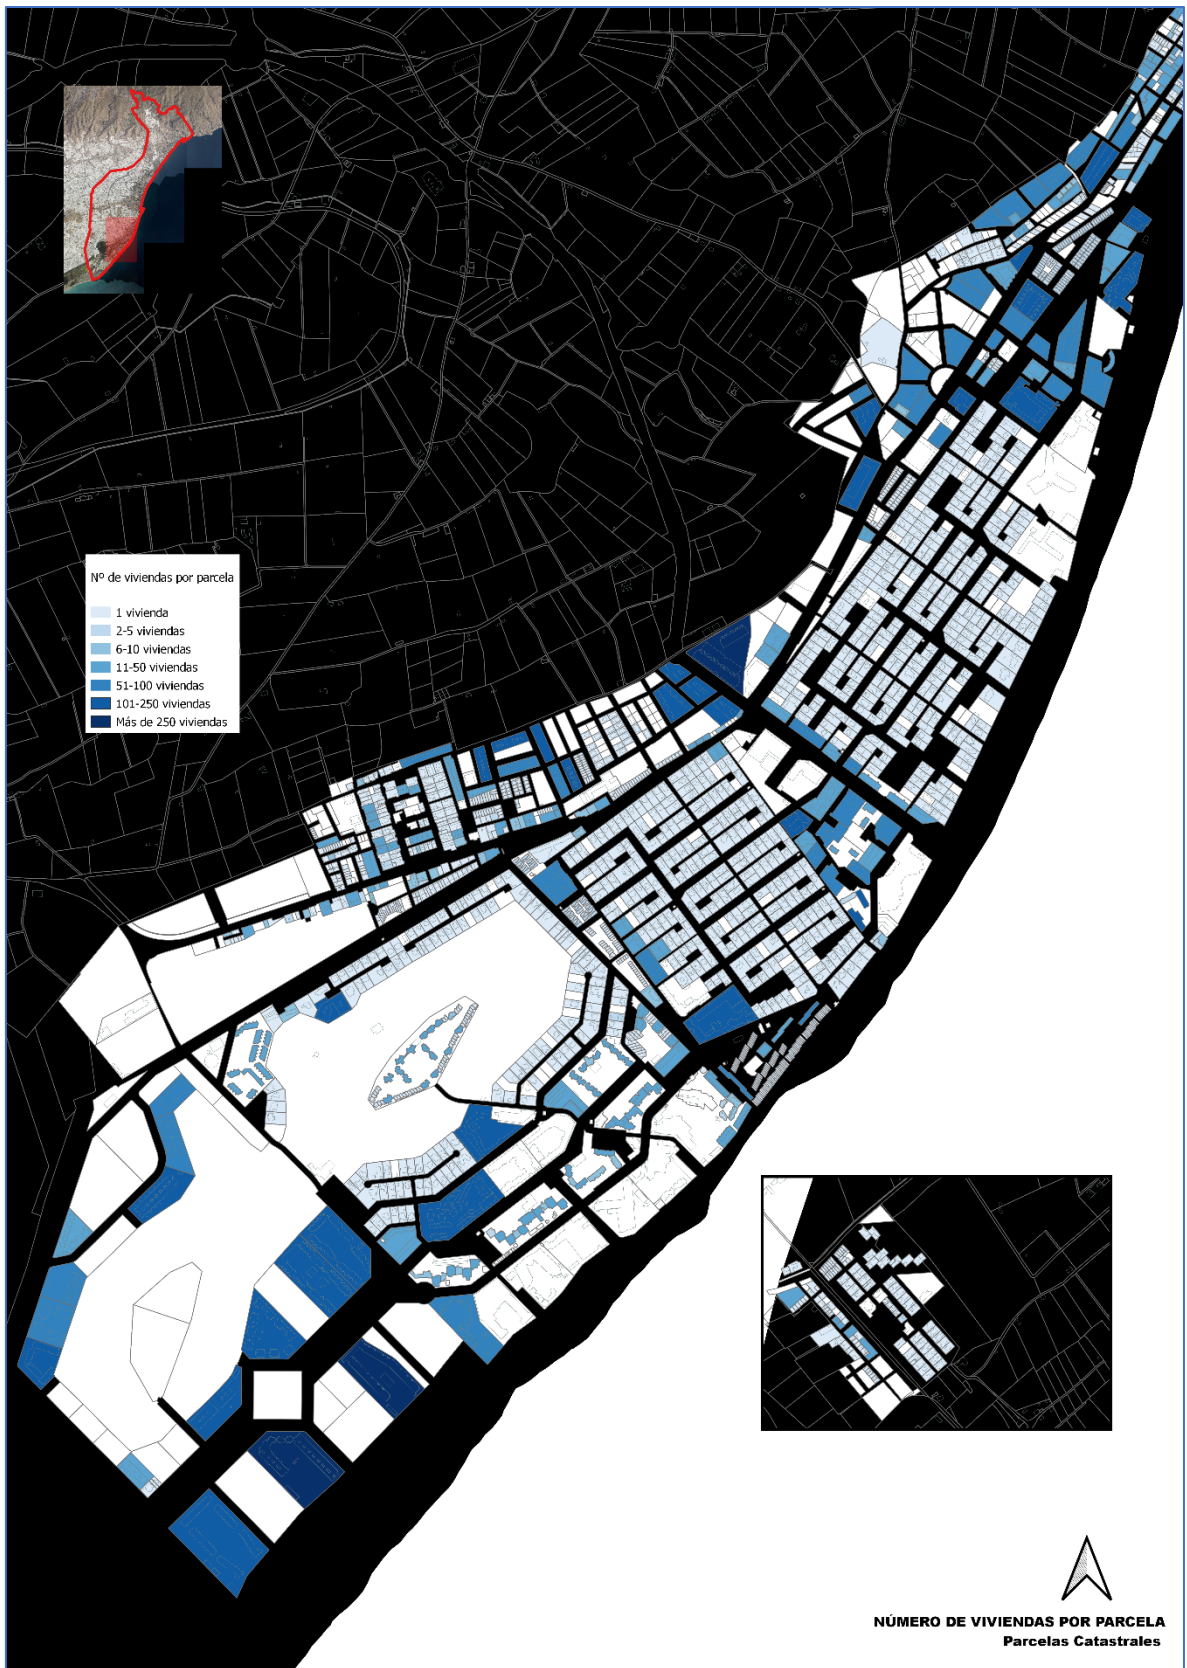 Nº de viviendas por parcela
1 vivienda
2-5 viviendas
6-10 viviendas
11-50 viviendas
51-100 viviendas
101-250 viviendas
Más de 250 viviendas
NÚMERO DE VIVIENDAS POR PARCELA
Parcelas Catastrales